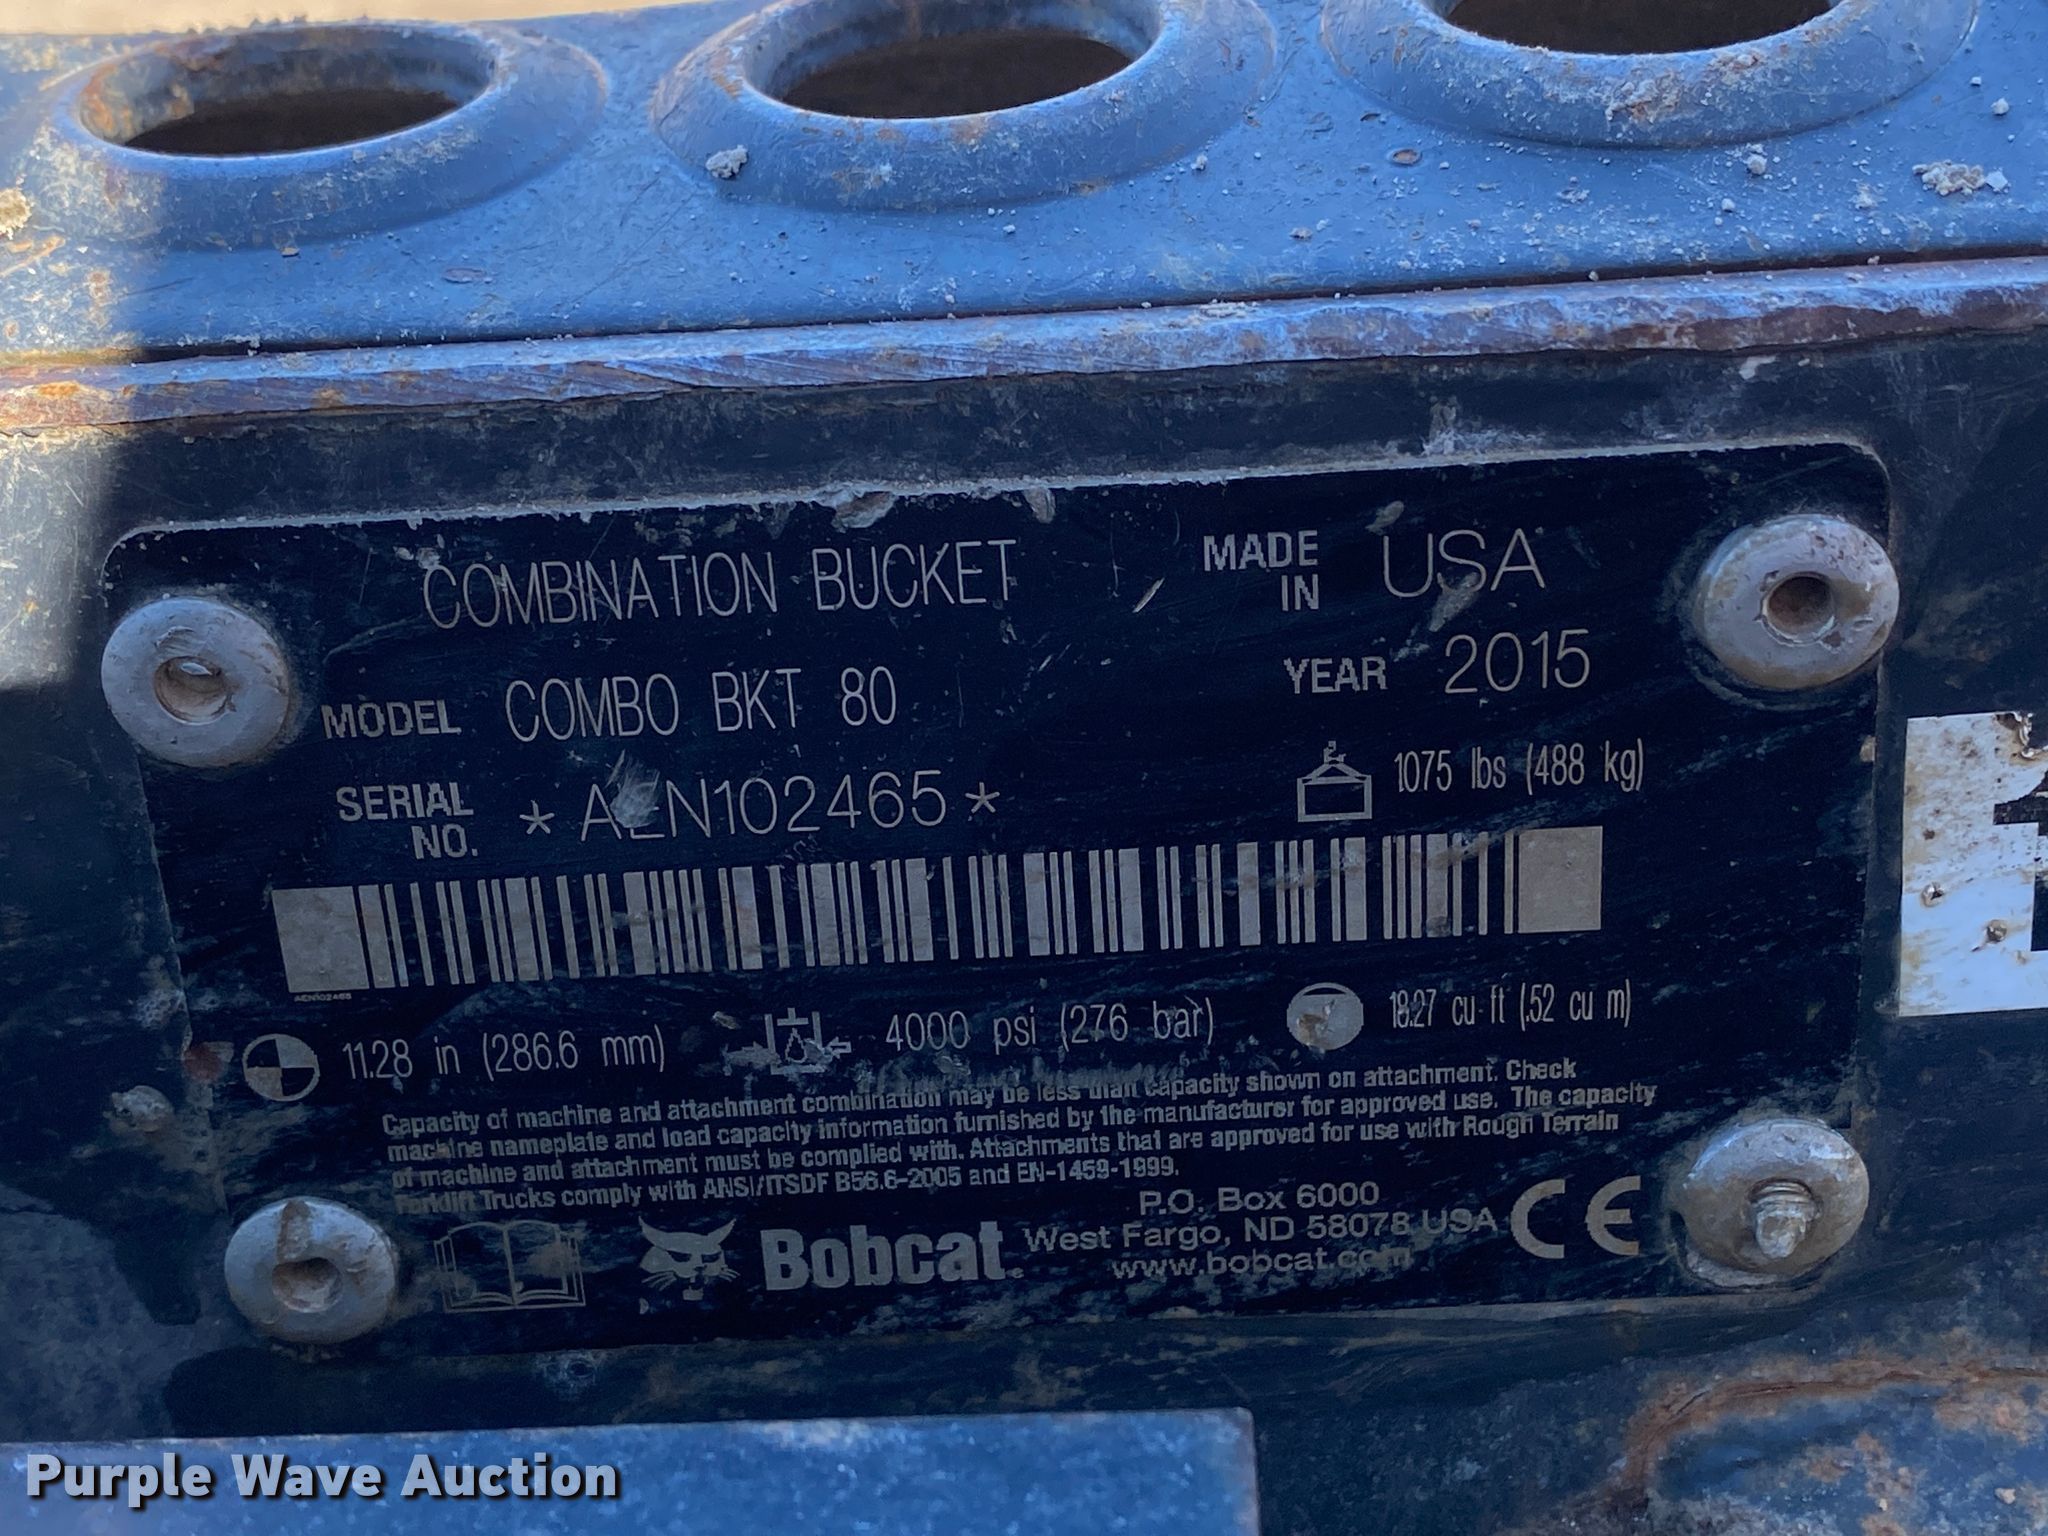 COMBINATION BUCKET
MADE IN USA
MODEL COMBO BKT 80
YEAR 2015
SERIAL NO. *AEN102465*
1075 lbs (488 kg)
AEN102465
11.28 in (286.6 mm)
4000 psi (276 bar)
18.27 cu-ft (.52 cu m)
Capacity of machine and attachment combination may be less than capacity shown on attachment. Check
machine nameplate and load capacity information furnished by the manufacturer for approved use. The capacity
of machine and attachment must be complied with. Attachments that are approved for use with Rough Terrain
Forklift Trucks comply with ANSI/ITSDF B56.6-2005 and EN-1459-1999.
Bobcat
P.O. Box 6000
West Fargo, ND 58078 USA
www.bobcat.com
CE
Purple Wave Auction